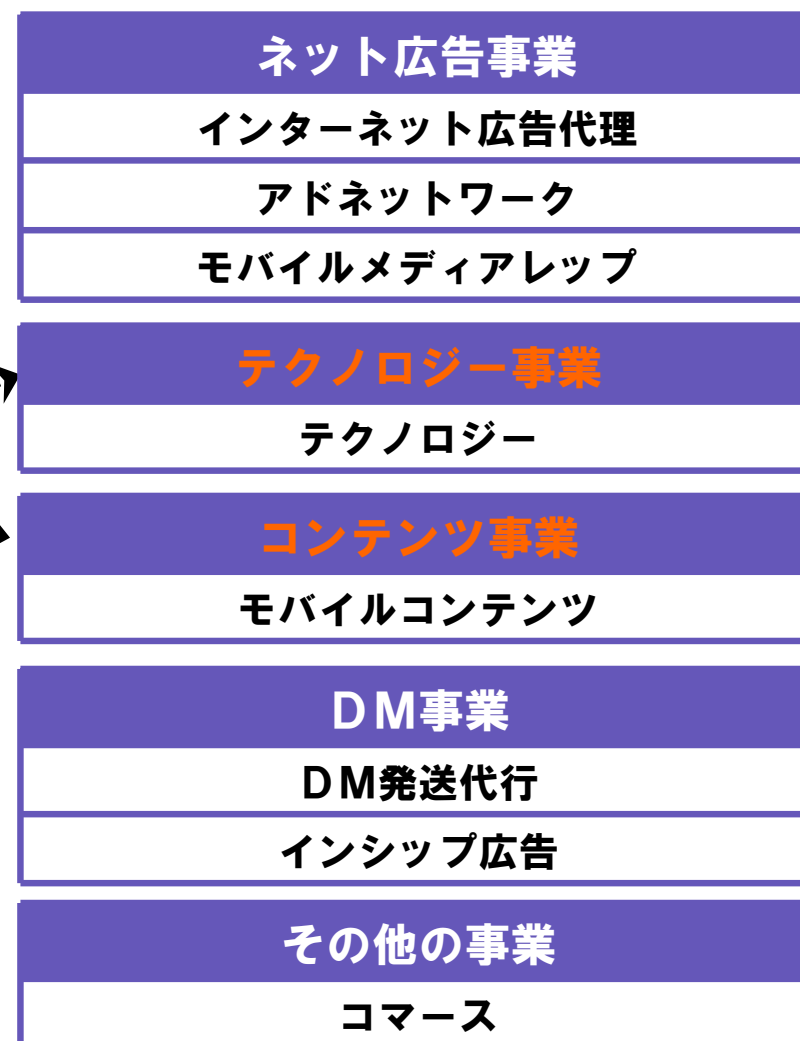 ネット広告事業
インターネット広告代理
アドネットワーク
モバイルメディアレップ
テクノロジー事業
テクノロジー
コンテンツ事業
モバイルコンテンツ
ＤＭ事業
ＤＭ発送代行
インシップ広告
その他の事業
コマース